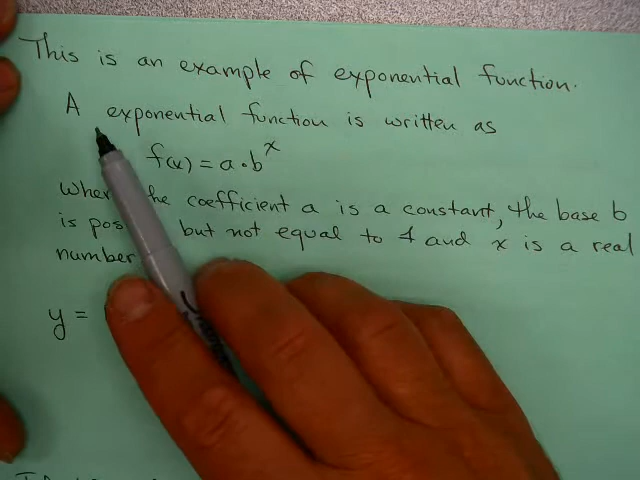 This is an example of exponential function.
A exponential function is written as
f(x) = a · b^x
the coefficient a is a constant, the base b
is but not equal to 1 and x is a real
number
y =